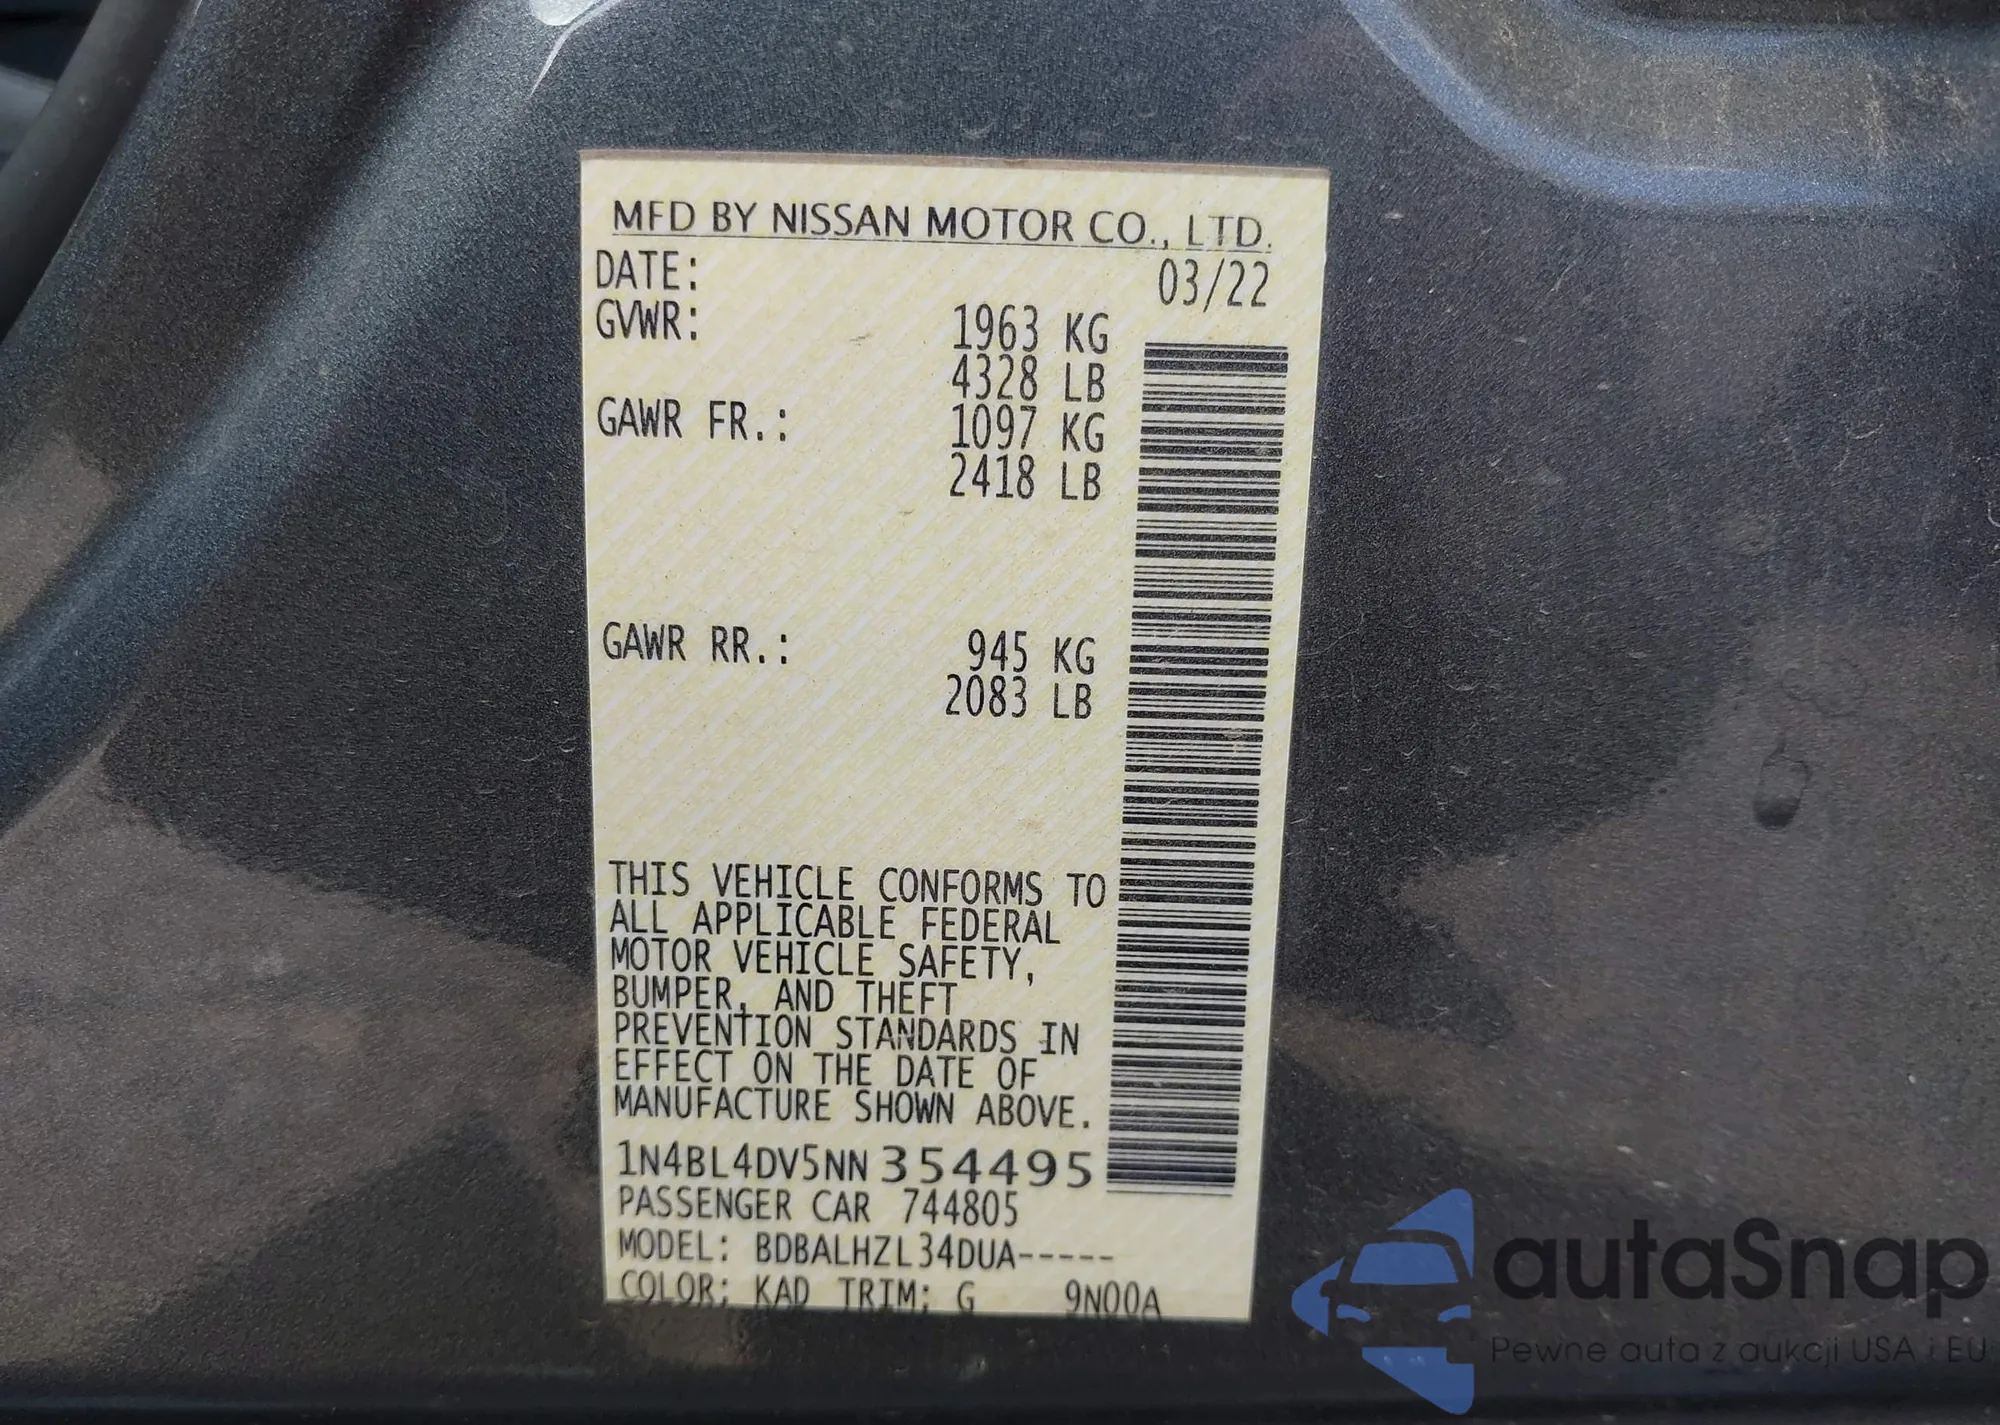 MFD BY NISSAN MOTOR CO., LTD.
DATE: 03/22
GVWR: 1963 KG
4328 LB
GAWR FR.: 1097 KG
2418 LB
GAWR RR.: 945 KG
2083 LB
THIS VEHICLE CONFORMS TO
ALL APPLICABLE FEDERAL
MOTOR VEHICLE SAFETY,
BUMPER, AND THEFT
PREVENTION STANDARDS IN
EFFECT ON THE DATE OF
MANUFACTURE SHOWN ABOVE.
1N4BL4DV5NN354495
PASSENGER CAR 744805
MODEL: BDBALHZL34DUA-----
COLOR: KAD TRIM: G 9N00A
autaSnap
Pewne auta z aukcji USA i EU